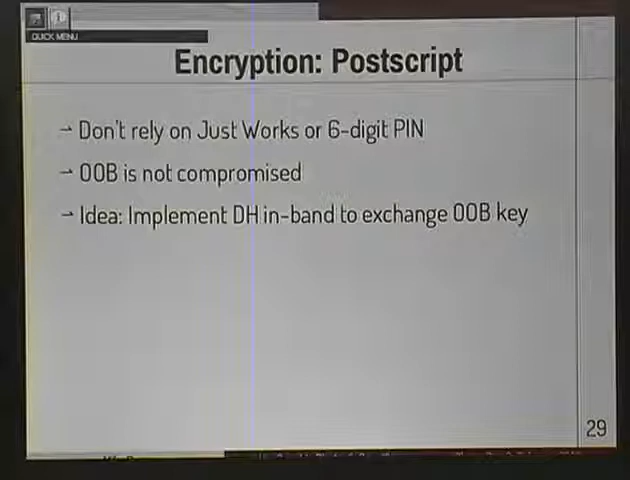 QUICK MENU
Encryption: Postscript
Don't rely on Just Works or 6-digit PIN
OOB is not compromised
Idea: Implement DH in-band to exchange OOB key
29